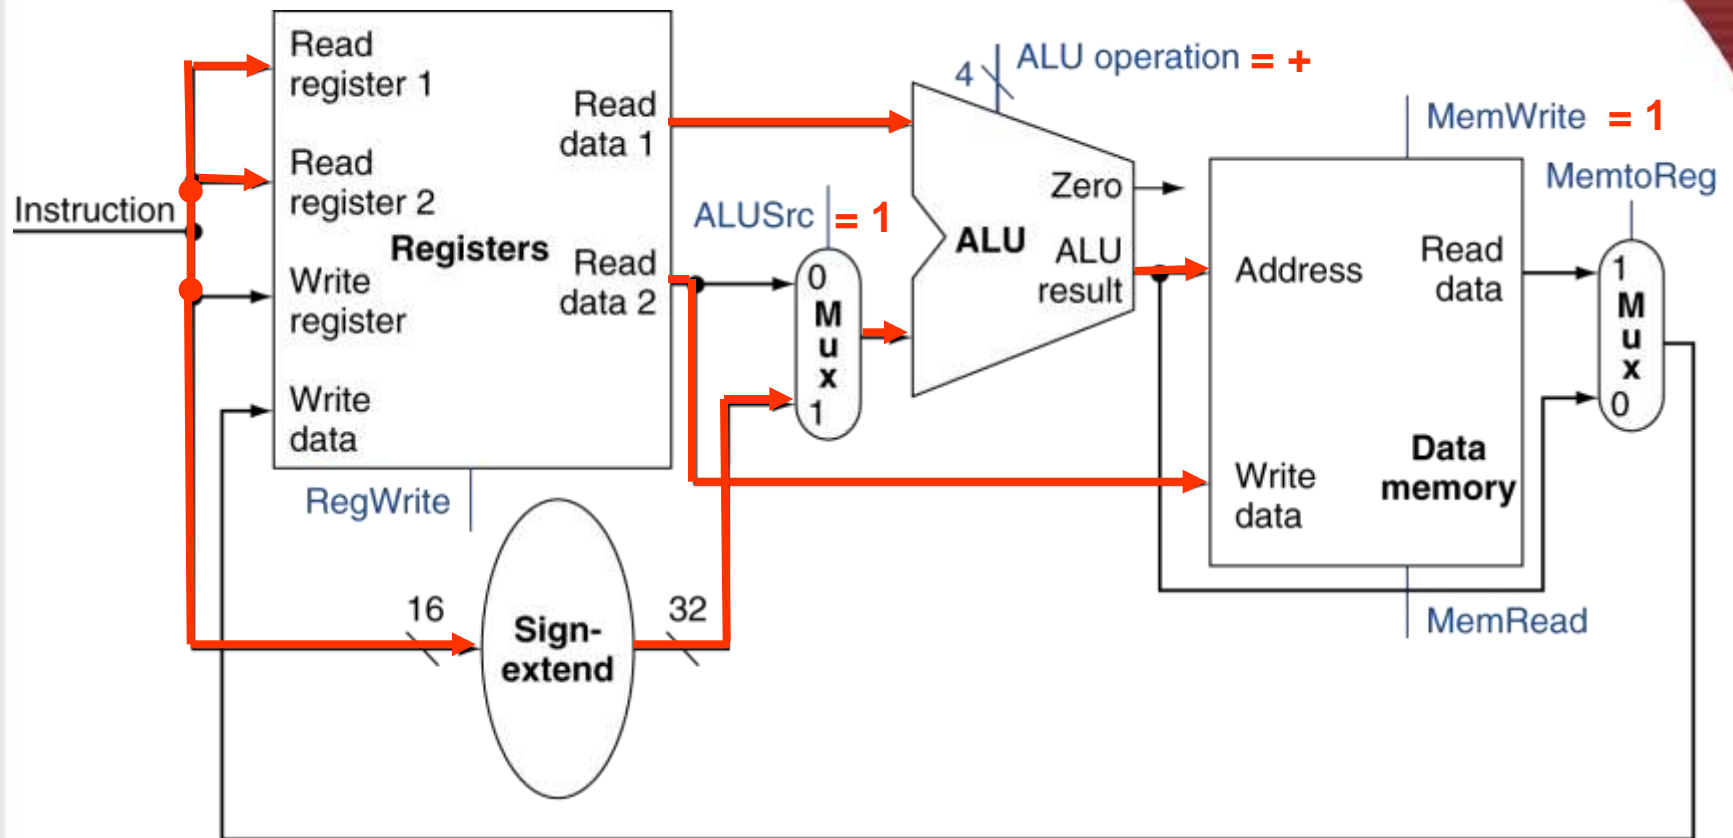 Instruction
Read
register 1
Read
register 2
Write
register
Write
data
Registers
Read
data 1
Read
data 2
RegWrite
16
Sign-
extend
32
ALUSrc = 1
0
M
u
x
1
4
ALU operation = +
Zero
ALU
ALU
result
MemWrite = 1
Address
Read
data
Write
data
Data
memory
MemRead
MemtoReg
1
M
u
x
0